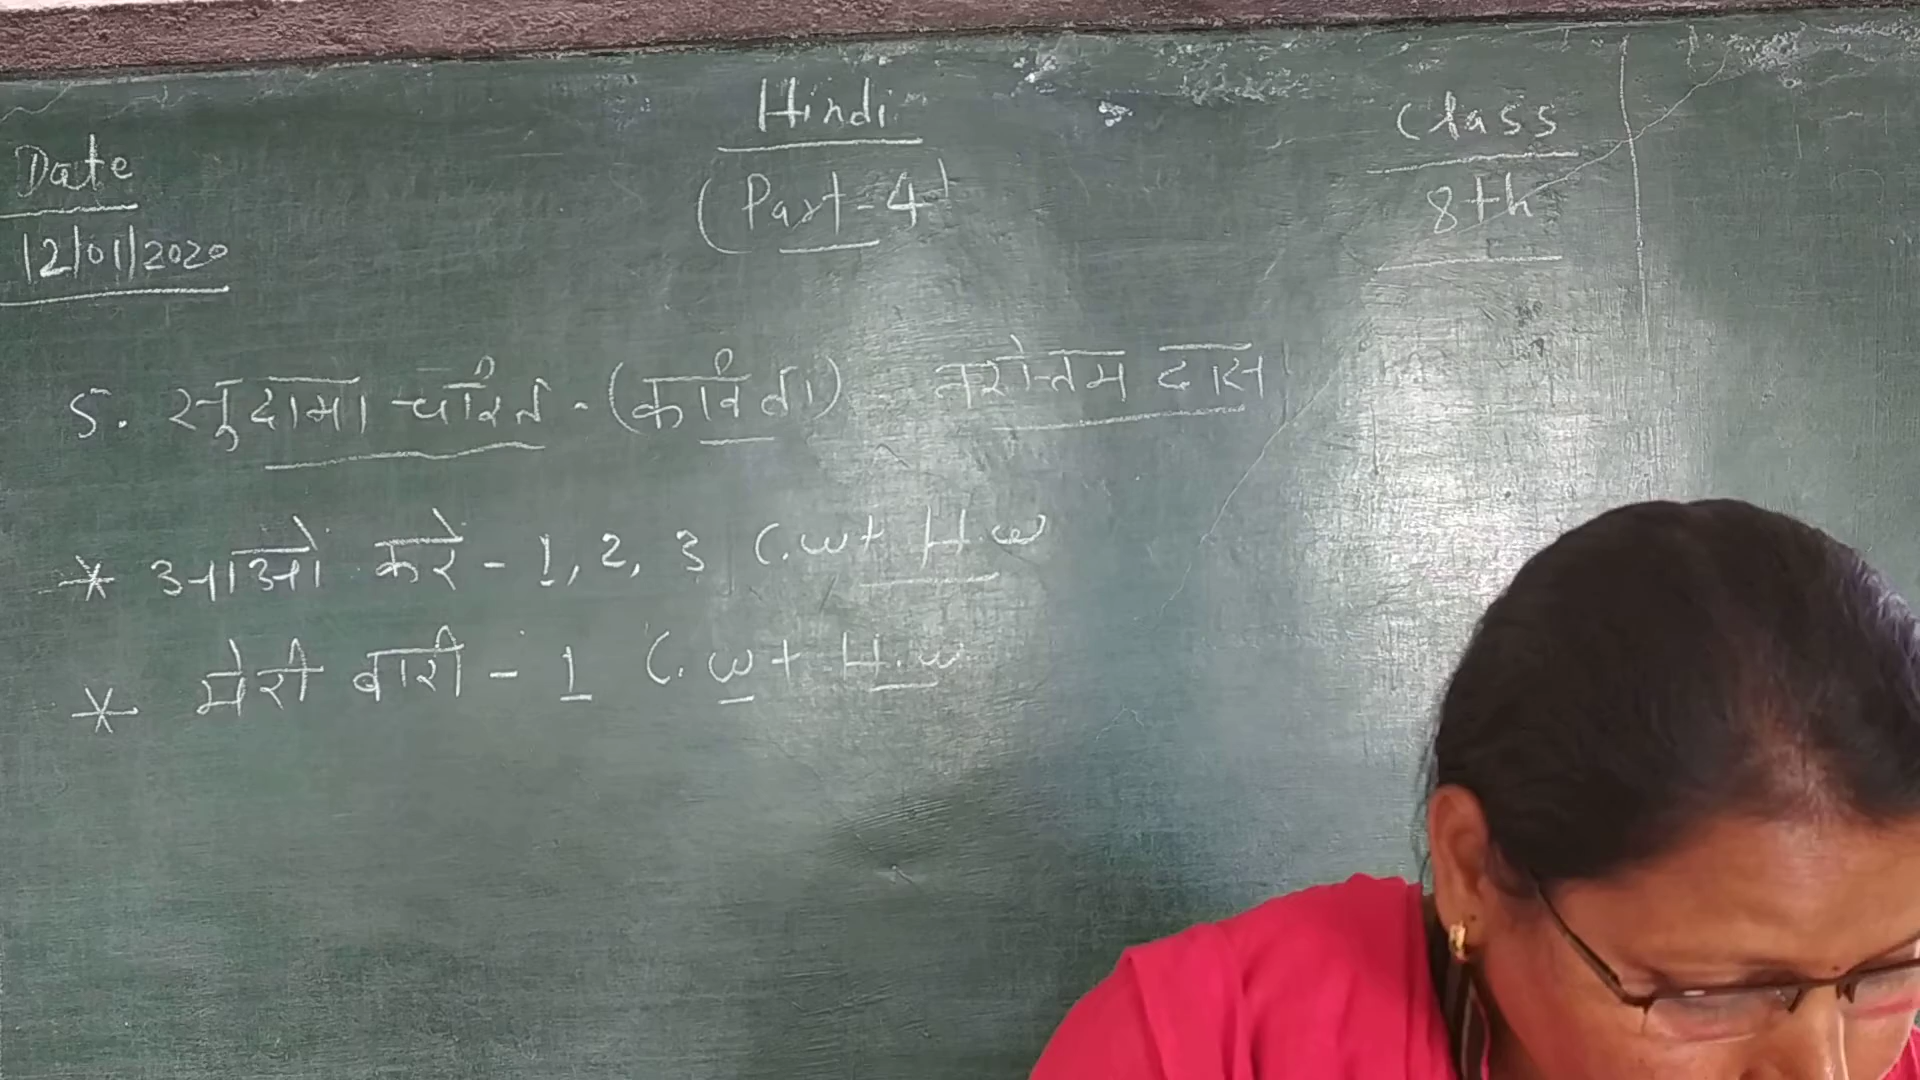 Date
12/01/2020
Hindi
(Part-4)
Class
8th
5. सुदामा चरित - (कविता) - नरोत्तम दास
* आओ करे - 1, 2, 3 C.w + H.w
* मेरी बारी - 1 C.w + H.w